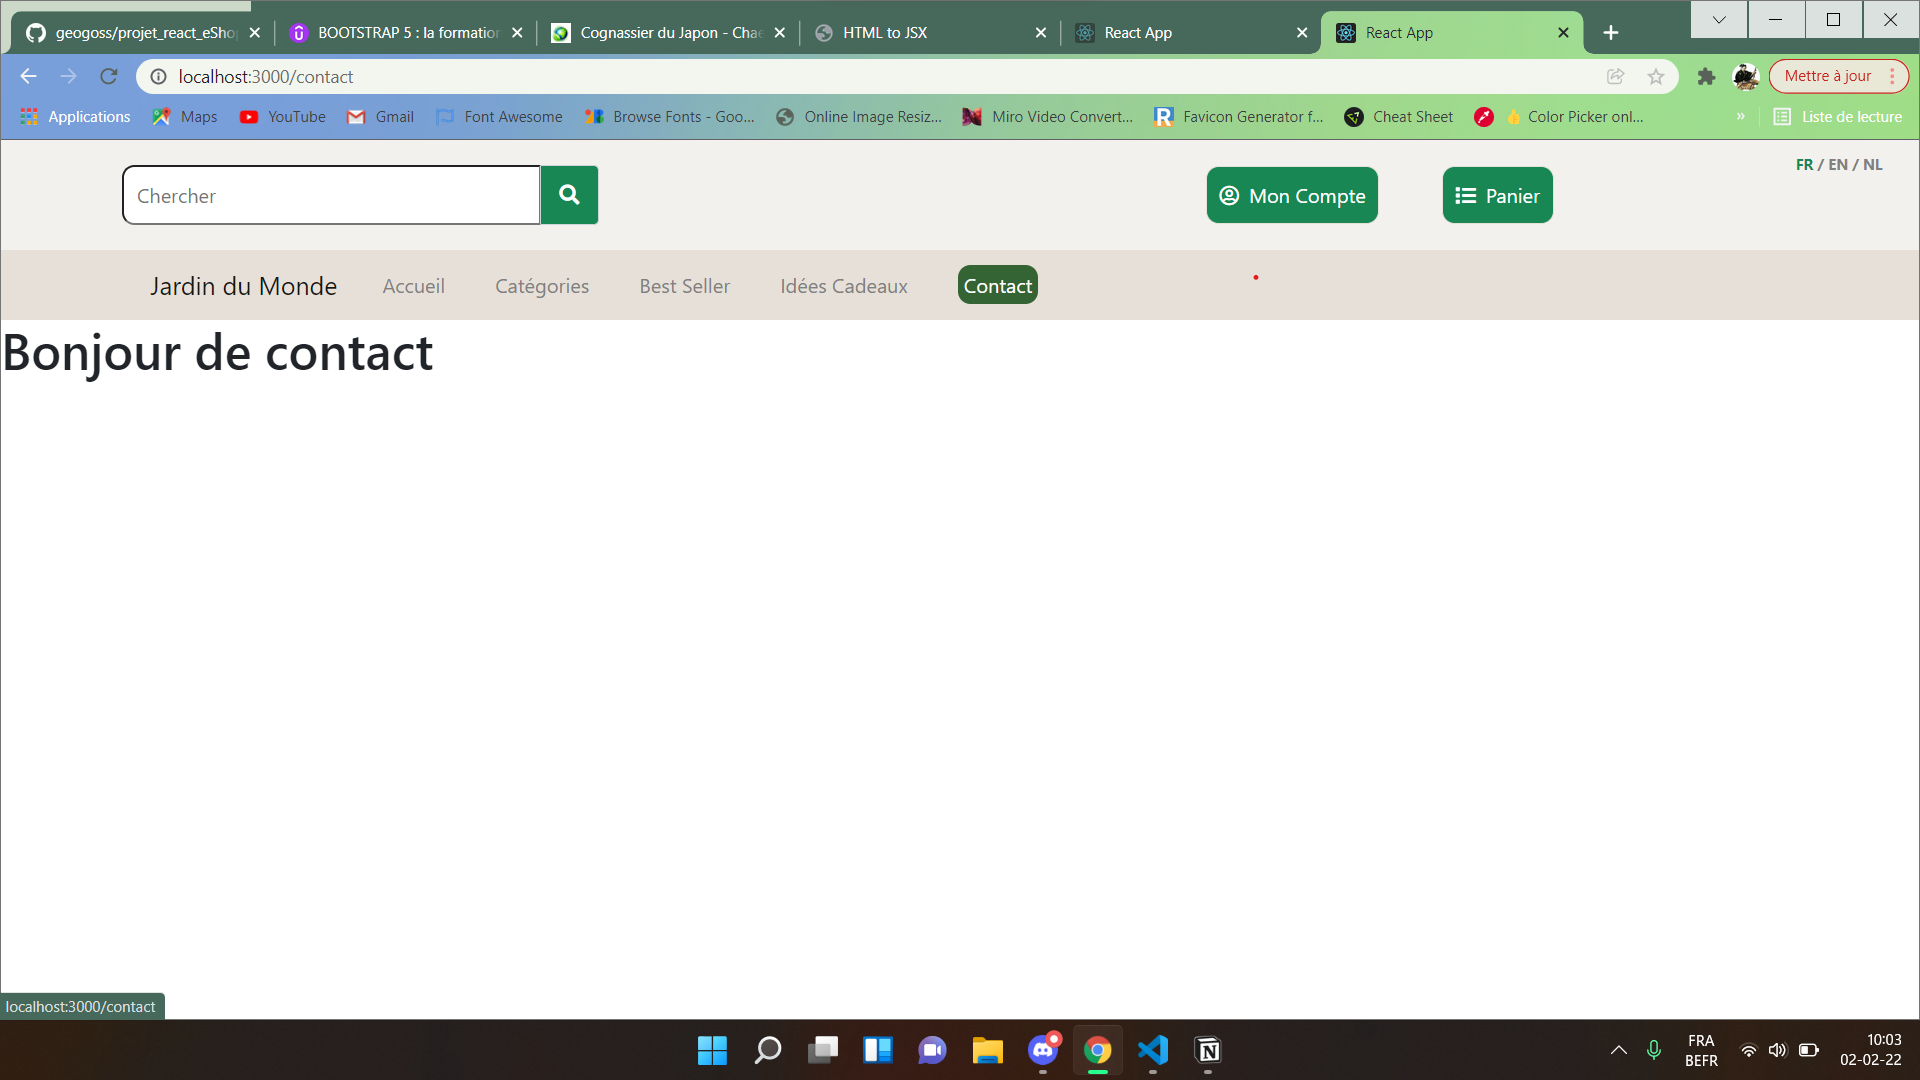 geogoss/projet_react_eSho
BOOTSTRAP 5 : la formation
Cognassier du Japon - Chae
HTML to JSX
React App
React App
localhost:3000/contact
Mettre à jour
Applications
Maps
YouTube
Gmail
Font Awesome
Browse Fonts - Goo...
Online Image Resiz...
Miro Video Convert...
Favicon Generator f...
Cheat Sheet
Color Picker onl...
»
Liste de lecture
Chercher
Mon Compte
Panier
FR / EN / NL
Jardin du Monde
Accueil
Catégories
Best Seller
Idées Cadeaux
Contact
Bonjour de contact
localhost:3000/contact
FRA
BEFR
10:03
02-02-22